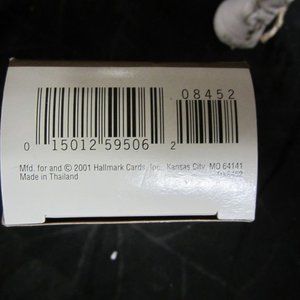 08452
0 15012 59506 2
Mfd. for and © 2001 Hallmark Cards, Inc., Kansas City, MO 64141
Made in Thailand